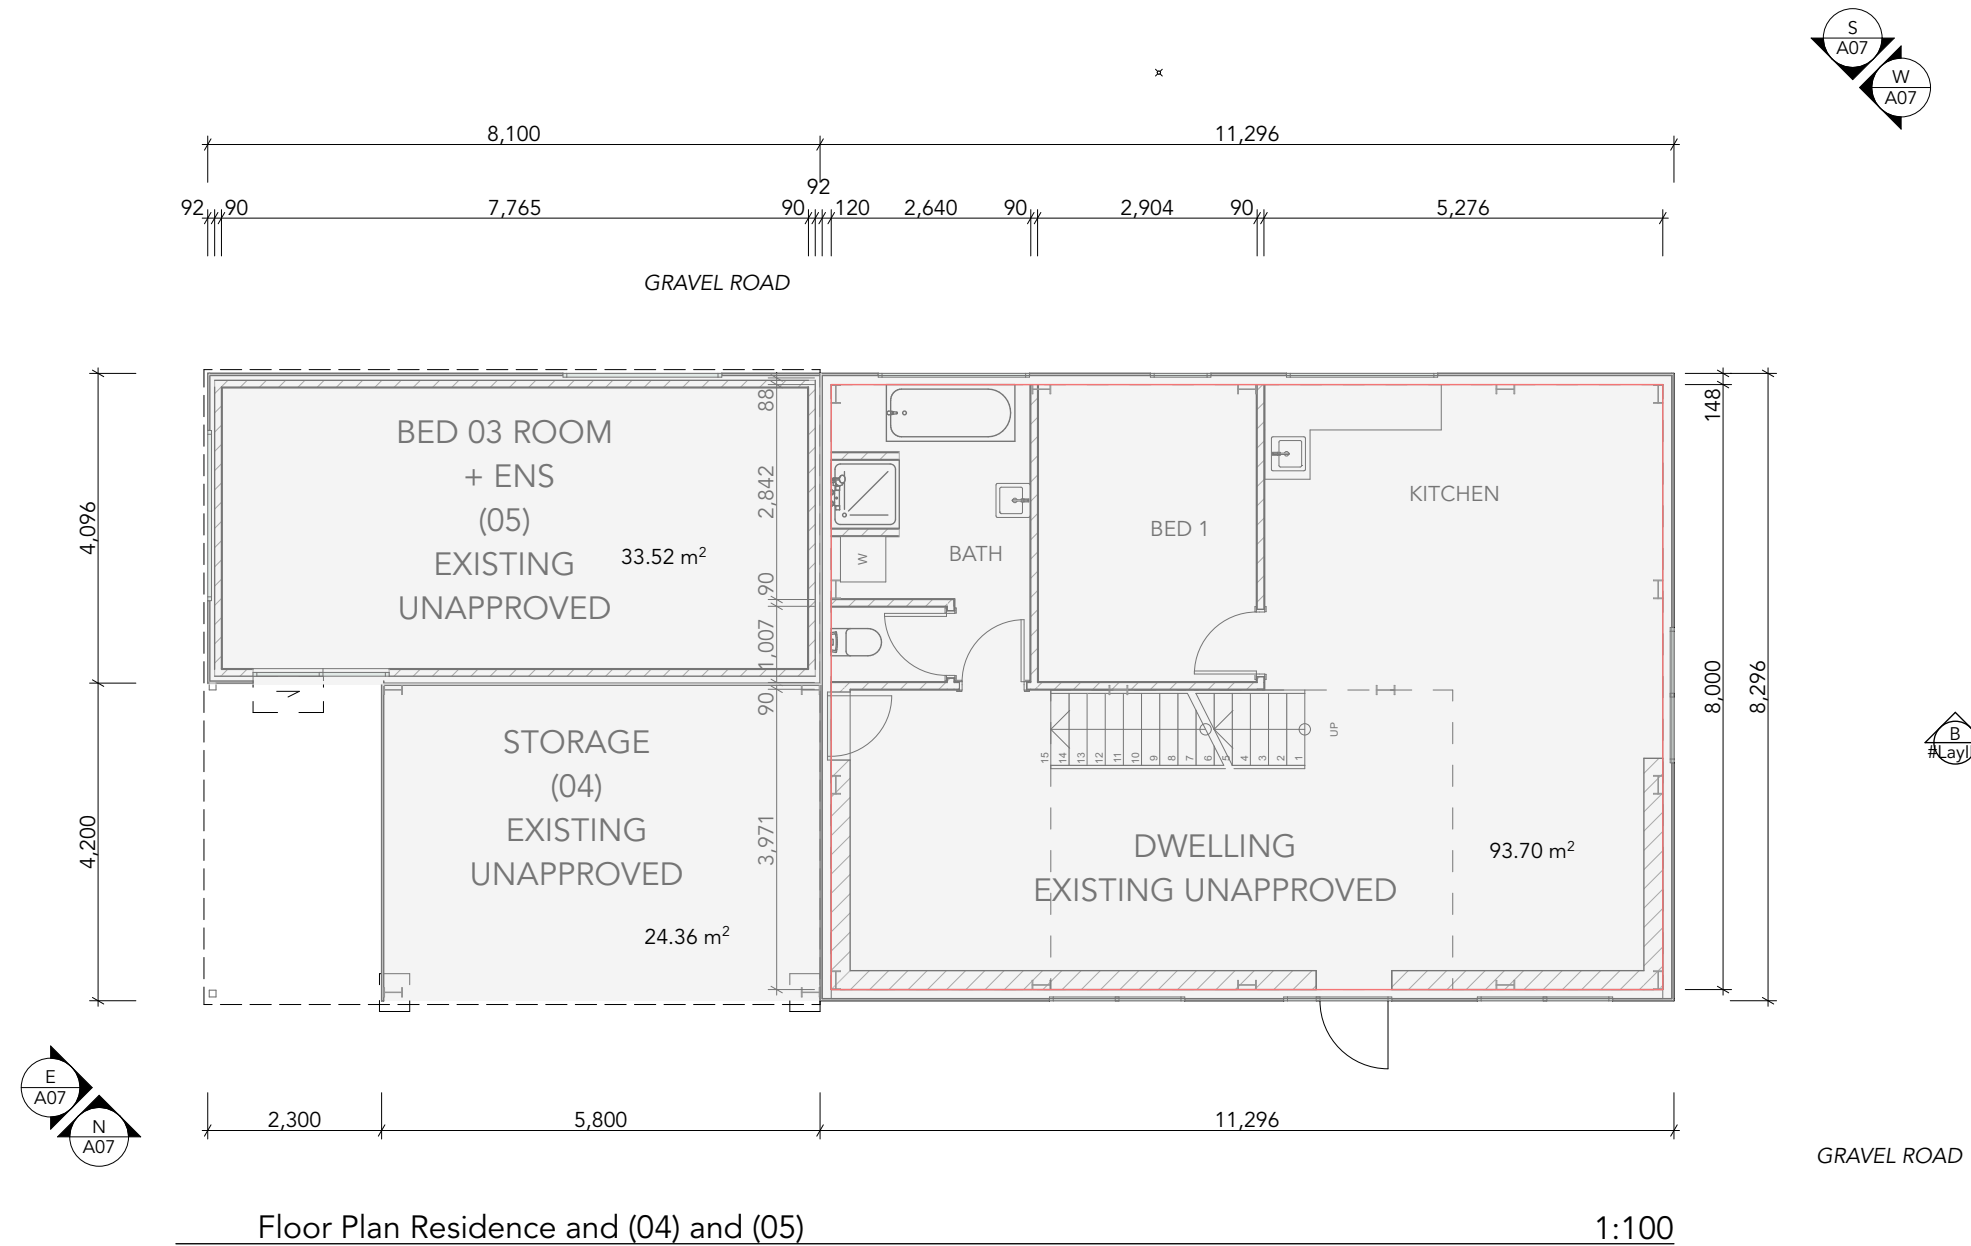 S
A07
W
A07
8,100
11,296
92
92
90
7,765
90
120
2,640
90
2,904
90
5,276
GRAVEL ROAD
88
148
BED 03 ROOM
+ ENS
(05)
EXISTING
UNAPPROVED
33.52 m²
4,096
2,842
90
1,007
90
W
BATH
BED 1
KITCHEN
8,000
8,296
STORAGE
(04)
EXISTING
UNAPPROVED
24.36 m²
4,200
3,971
15
14
13
12
11
10
9
8
7
6
5
4
3
2
1
UP
DWELLING
EXISTING UNAPPROVED
93.70 m²
B
#LayI
E
A07
N
A07
2,300
5,800
11,296
GRAVEL ROAD
Floor Plan Residence and (04) and (05)
1:100